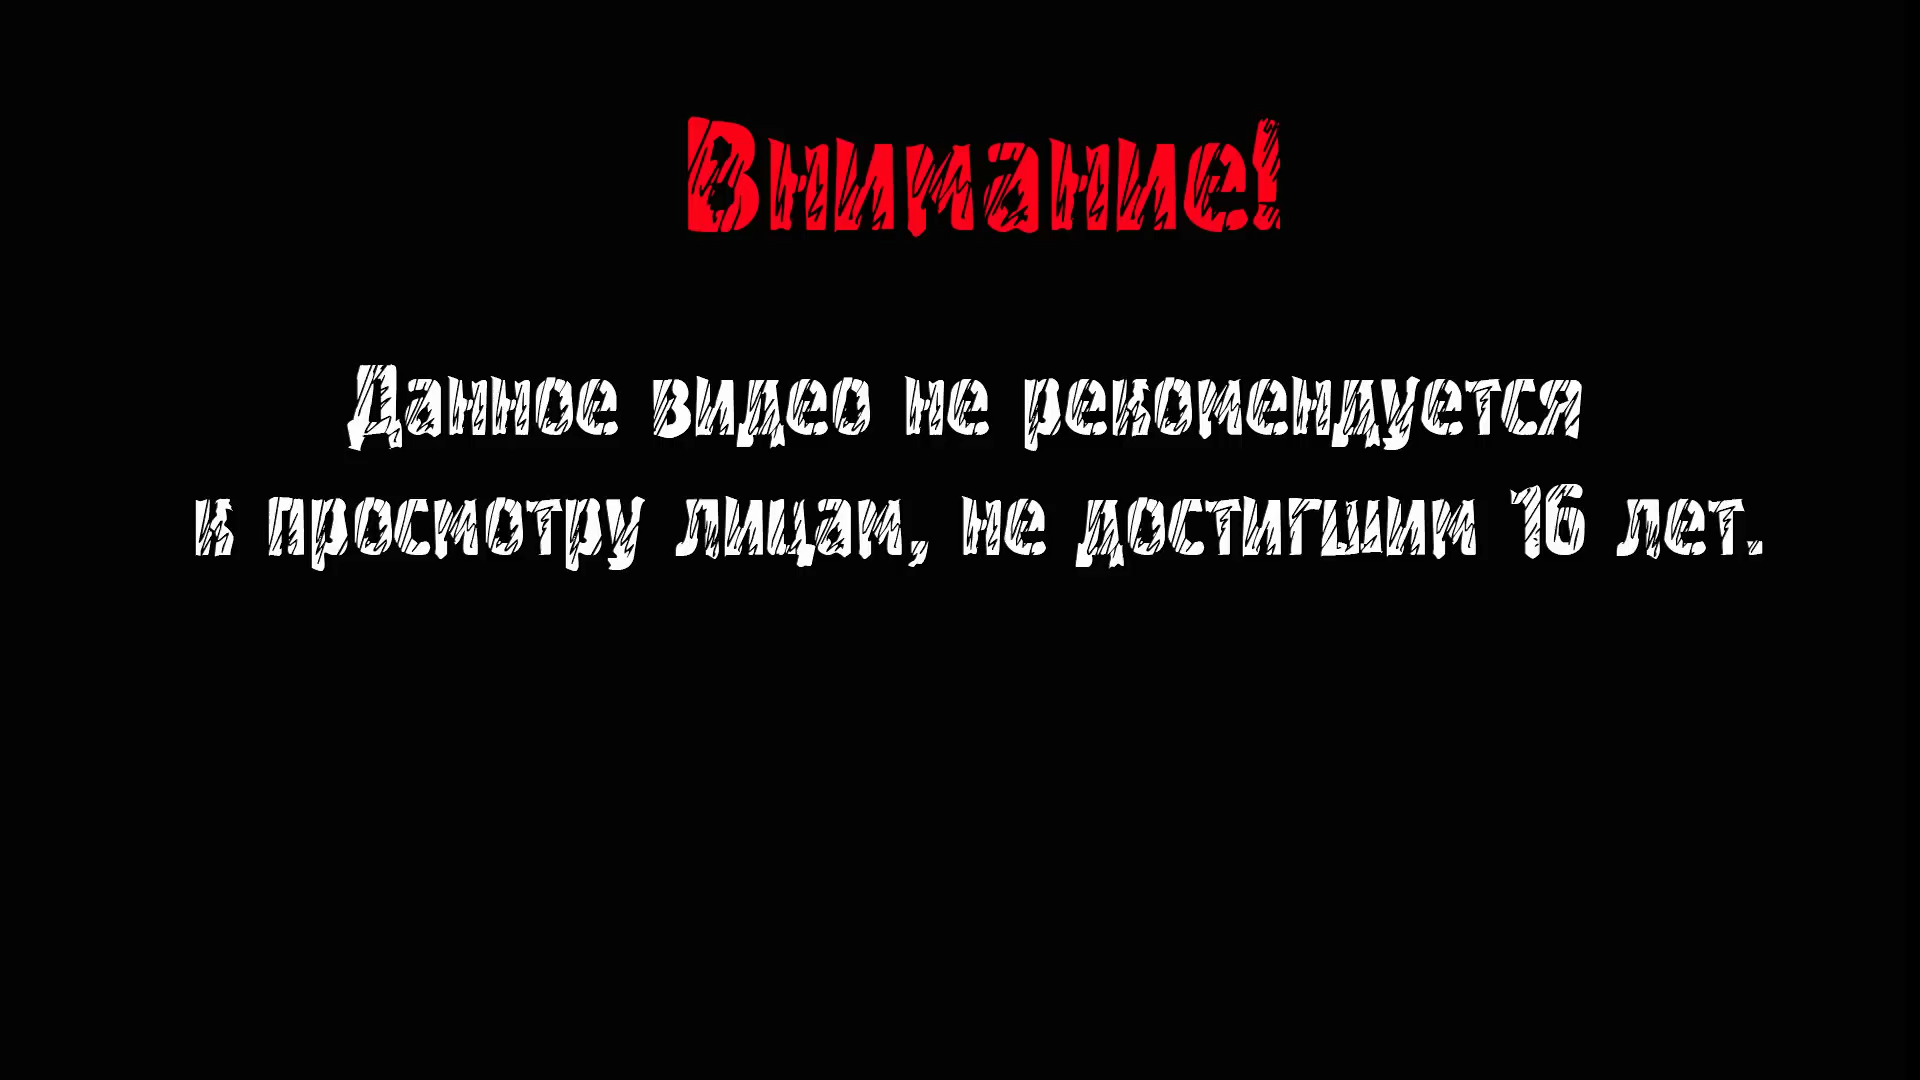 Внимание!
Данное видео не рекомендуется
к просмотру лицам, не достигшим 16 лет.